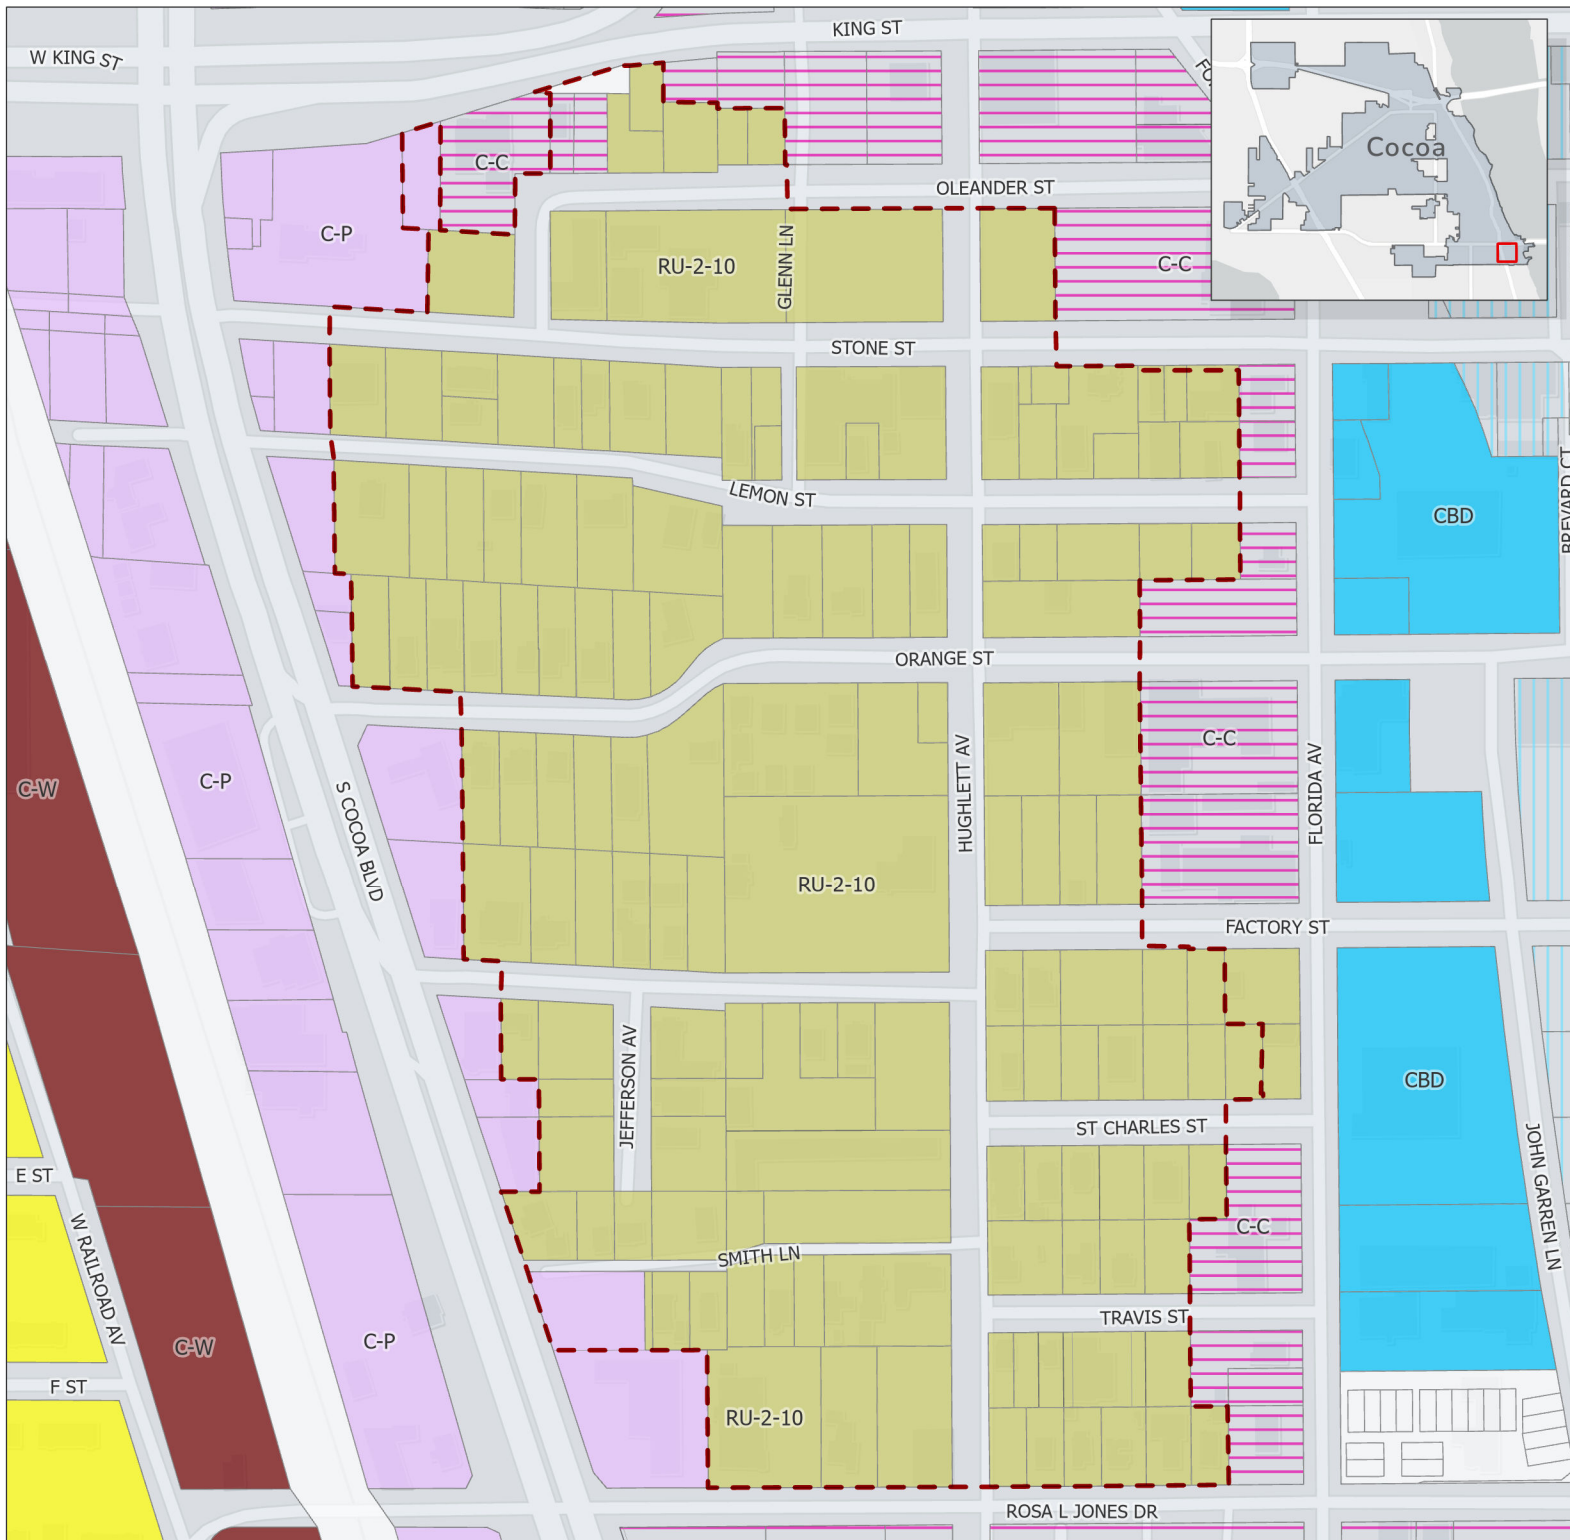 KING ST
W KING ST
FO
Cocoa
C-C
OLEANDER ST
C-P
GLENN LN
RU-2-10
C-C
STONE ST
LEMON ST
CBD
BREVARD CT
ORANGE ST
C-C
HUGHLETT AV
FLORIDA AV
C-P
C-W
S COCOA BLVD
RU-2-10
FACTORY ST
JEFFERSON AV
CBD
ST CHARLES ST
JOHN GARREN LN
E ST
C-C
SMITH LN
W RAILROAD AV
TRAVIS ST
C-P
C-W
F ST
RU-2-10
ROSA L JONES DR